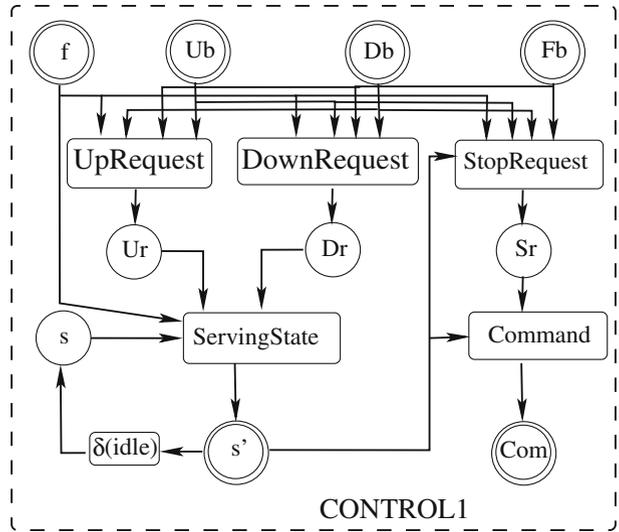 f
Ub
Db
Fb
UpRequest
DownRequest
StopRequest
Ur
Dr
Sr
s
ServingState
Command
δ(idle)
s’
Com
CONTROL1